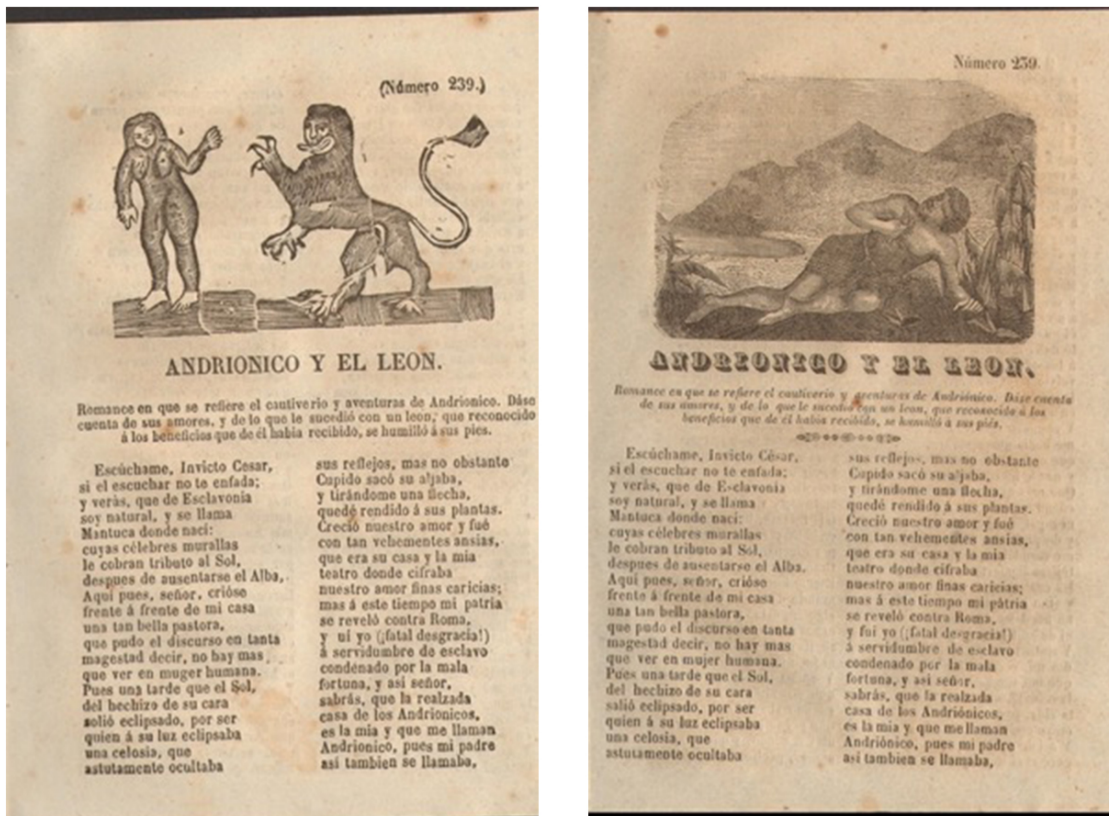 (Número 239.)
ANDRIONICO Y EL LEON.
Romance en que se refiere el cautiverio y aventuras de Andrionico. Dáse
cuenta de sus amores, y de lo que le sucedió con un leon, que reconocido
á los beneficios que de él habia recibido, se humilló á sus pies.
Escúchame, Invicto Cesar,
si el escuchar no te enfada;
y verás, que de Esclavonia
soy natural, y se llama
Mantuca donde naci:
cuyas célebres murallas
le cobran tributo al Sol,
despues de ausentarse el Alba,
Aqui pues, señor, crióse
frente á frente de mi casa
una tan bella pastora,
que pudo el discurso en tanta
magestad decir, no hay mas
que ver en muger humana.
Pues una tarde que el Sol,
del hechizo de su cara
salió eclipsado, por ser
quien á su luz eclipsaba
una celosia, que
astutamente ocultaba
sus reflejos, mas no obstante
Cupido sacó su aljaba,
y tirándome una flecha,
quedé rendido á sus plantas.
Creció nuestro amor y fué
con tan vehementes ansias,
que era su casa y la mia
teatro donde cifraba
nuestro amor finas caricias;
mas á este tiempo mi patria
se reveló contra Roma,
y ui yo (¡fatal desgracia!)
á servidumbre de esclavo
condenado por la mala
fortuna, y asi señor,
sabrás, que la realzada
casa de los Andrionicos,
es la mia y que me llaman
Andrionico, pues mi padre
asi tambien se llamaba,
Número 239.
ANDRIONICO Y EL LEON.
Romance en que se refiere el cautiverio y aventuras de Andriónico. Dáse cuenta
de sus amores, y de lo que le sucedio con un leon, que reconocido á los
beneficios que de él habia recibido, se humilló a sus piés.
Escúchame, Invicto César,
si el escuchar no te enfada;
y verás, que de Esclavonia
soy natural, y se llama
Mantuca donde naci:
cuyas célebres murallas
le cobran tributo al Sol,
despues de ausentarse el Alba.
Aqui pues, señor, crióse
frente á frente de mi casa
una tan bella pastora,
que pudo el discurso en tanta
magestad decir, no hay mas
que ver en mujer humana.
Pues una tarde que el Sol,
del hechizo de su cara
salió eclipsado, por ser
quien á su luz eclipsaba
una celosia, que
astutamente ocultaba
sus reflejos, mas no obstante
Cupido sacó su aljaba,
y tirándome una flecha,
quedé rendido á sus plantas.
Creció nuestro amor y fué
con tan vehementes ansias,
que era su casa y la mia
teatro donde cifraba
nuestro amor finas caricias;
mas á este tiempo mi pátria
se reveló contra Roma,
y fui yo (¡fatal desgracia!)
á servidumbre de esclavo
condenado por la mala
fortuna, y asi señor,
sabrás, que la realzada
casa de los Andriónicos,
es la mia y que me llaman
Andriónico, pues mi padre
asi tambien se llamaba,